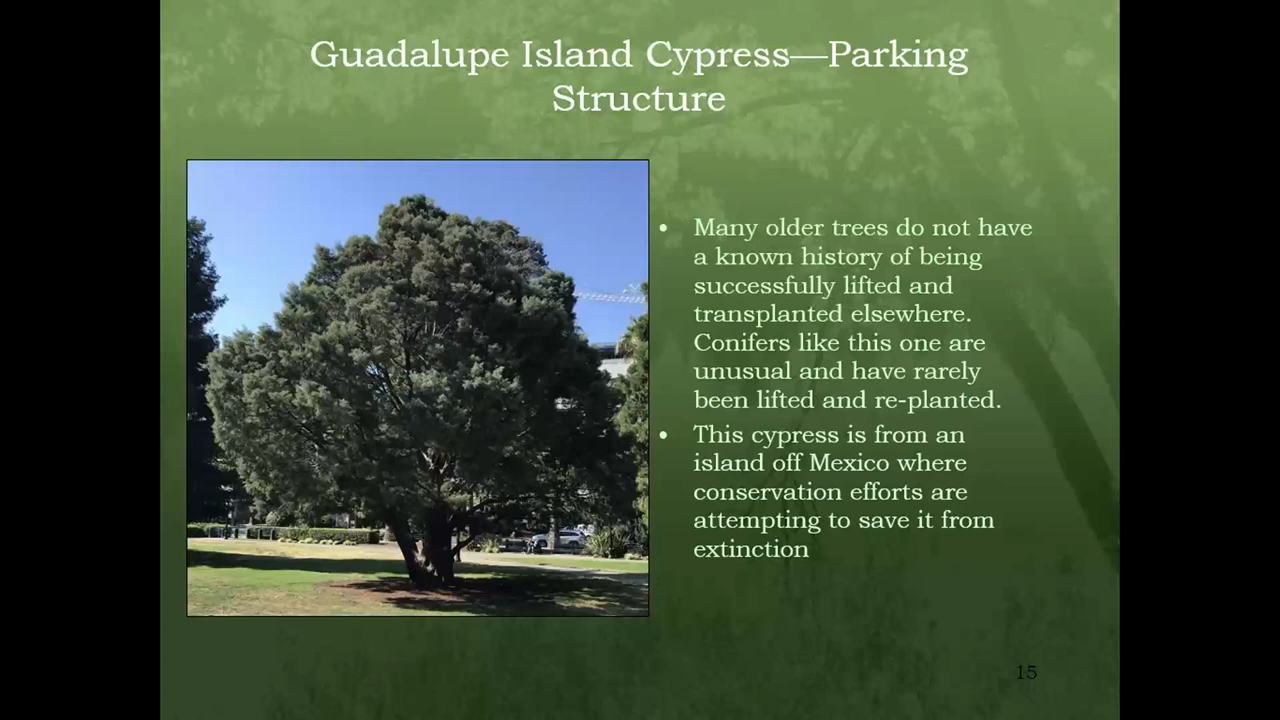 Guadalupe Island Cypress—Parking
Structure
• Many older trees do not have
a known history of being
successfully lifted and
transplanted elsewhere.
Conifers like this one are
unusual and have rarely
been lifted and re-planted.
• This cypress is from an
island off Mexico where
conservation efforts are
attempting to save it from
extinction
15